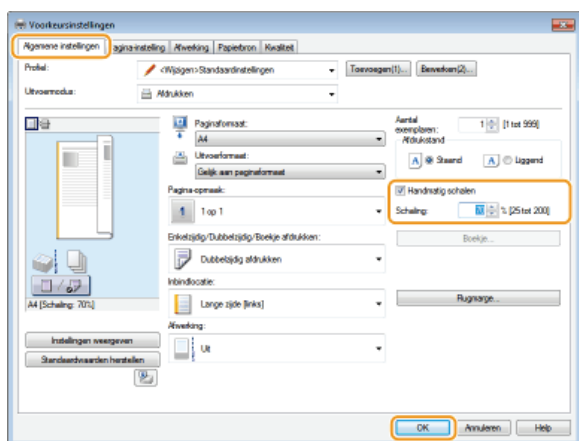 Voorkeursinstellingen
Algemene instellingen Pagina-instelling Afwerking Papierbron Kwaliteit
Profiel: <Wijzigen>Standaardinstellingen Toevoegen(1)... Bewerken(2)...
Uitvoermodus: Afdrukken
Paginaformaat:
A4
Uitvoerformaat:
Gelijk aan paginaformaat
Aantal
exemplaren: 1 [1 tot 999]
Afdrukstand
A Staand A Liggend
Pagina-opmaak:
1 1 op 1
Handmatig schalen
Schaling: 70 % [25 tot 200]
Enkelzijdig/Dubbelzijdig/Boekje afdrukken:
Dubbelzijdig afdrukken
Boekje...
Inbindlocatie:
Lange zijde [links]
Rugmarge...
A4 [Schaling: 70%]
Afwerking:
Uit
Instellingen weergeven
Standaardwaarden herstellen
OK Annuleren Help